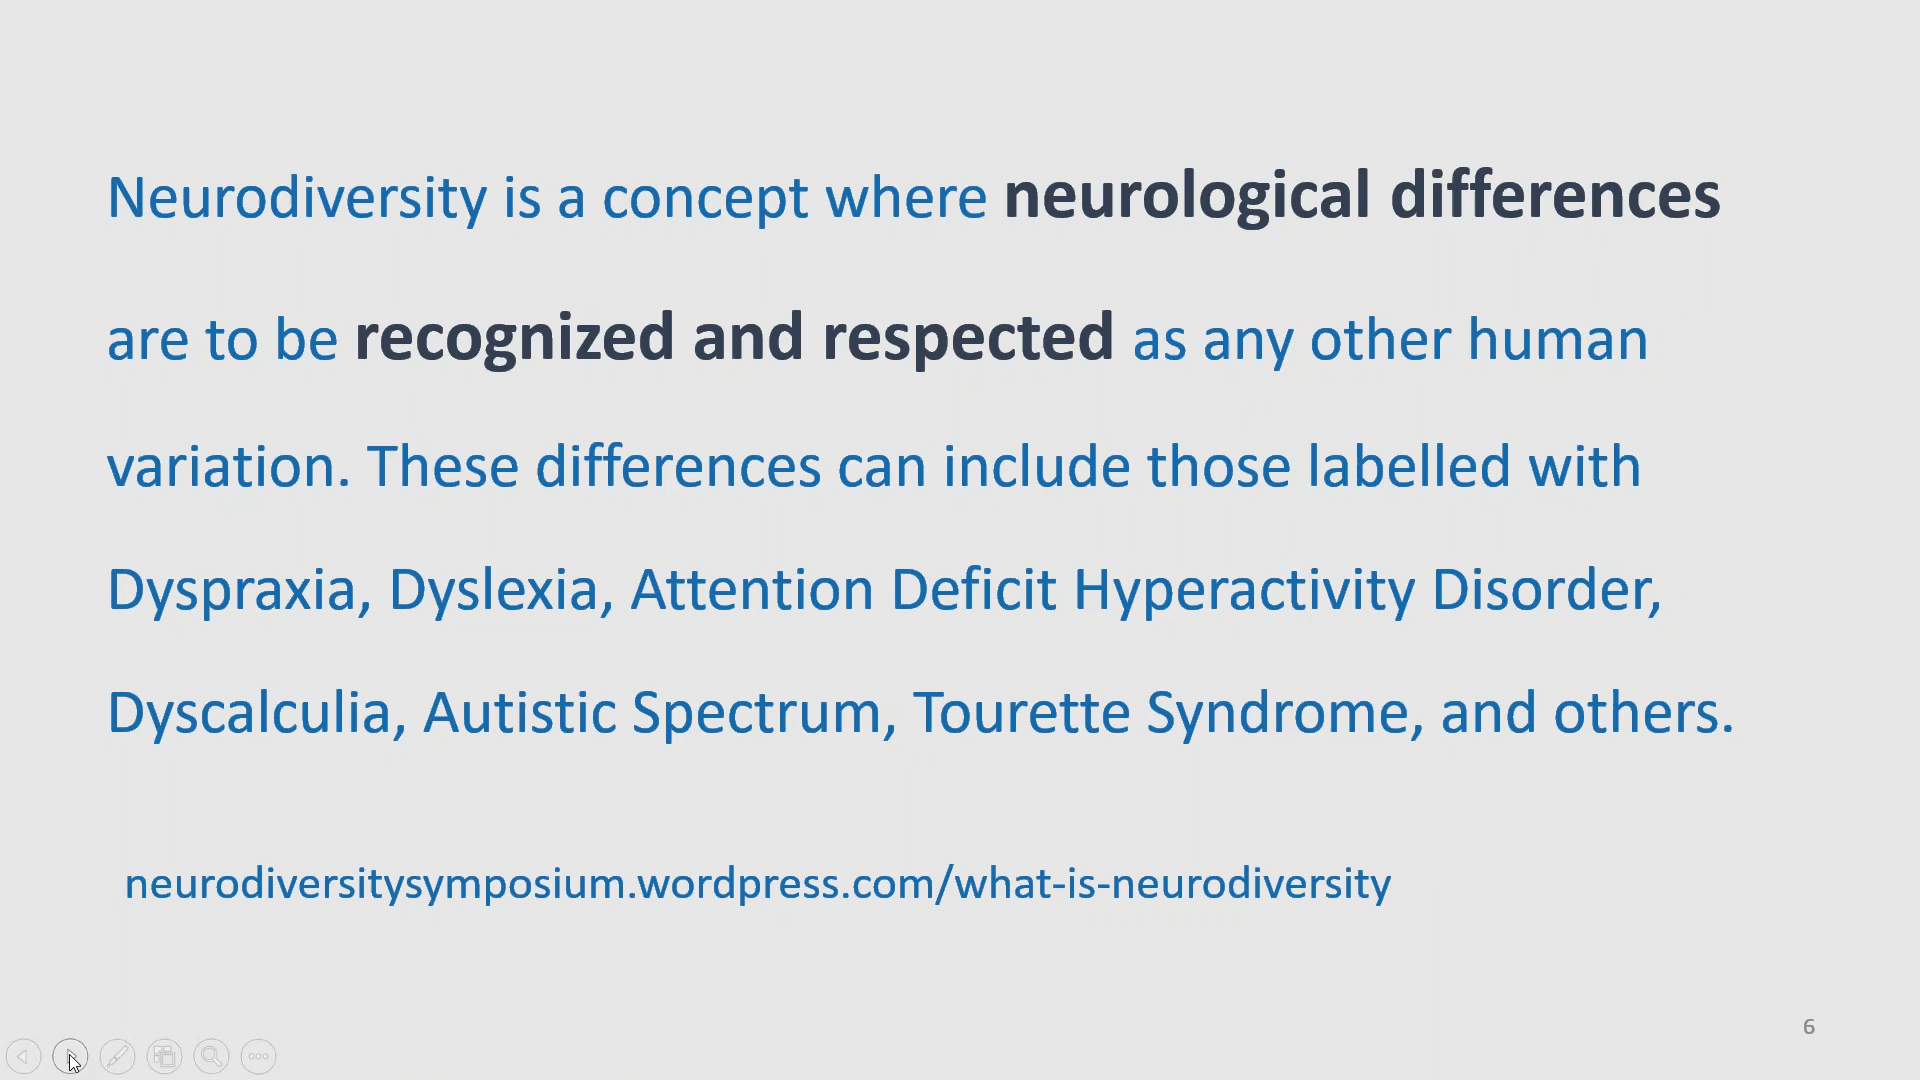 Neurodiversity is a concept where neurological differences
are to be recognized and respected as any other human
variation. These differences can include those labelled with
Dyspraxia, Dyslexia, Attention Deficit Hyperactivity Disorder,
Dyscalculia, Autistic Spectrum, Tourette Syndrome, and others.
neurodiversitysymposium.wordpress.com/what-is-neurodiversity
6